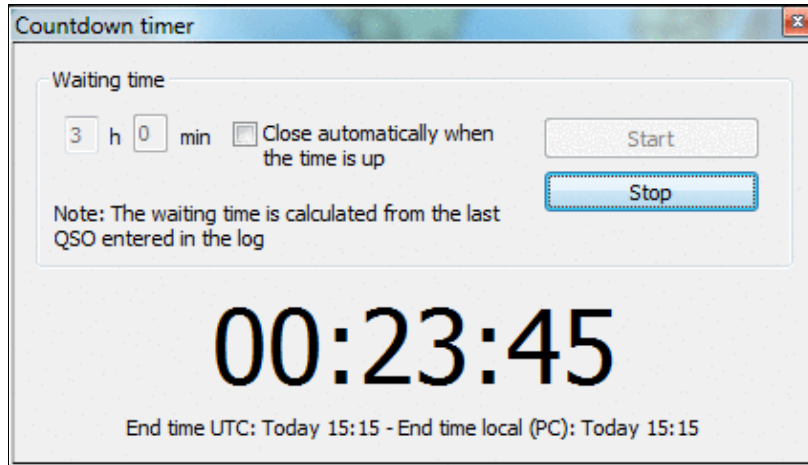 Countdown timer
Waiting time
3 h 0 min
Close automatically when
the time is up
Start
Stop
Note: The waiting time is calculated from the last
QSO entered in the log
00:23:45
End time UTC: Today 15:15 - End time local (PC): Today 15:15